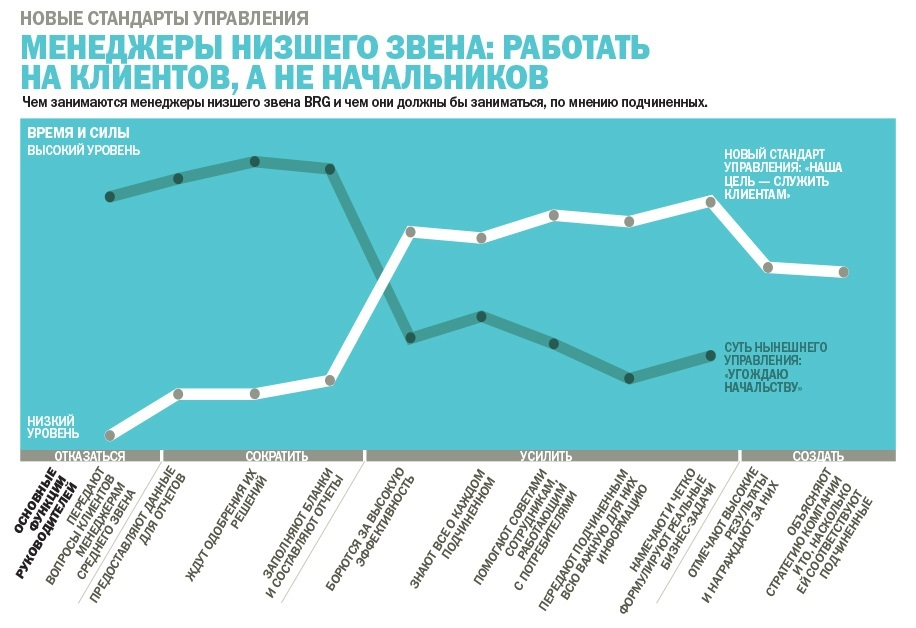 НОВЫЕ СТАНДАРТЫ УПРАВЛЕНИЯ
МЕНЕДЖЕРЫ НИЗШЕГО ЗВЕНА: РАБОТАТЬ
НА КЛИЕНТОВ, А НЕ НАЧАЛЬНИКОВ
Чем занимаются менеджеры низшего звена BRG и чем они должны бы заниматься, по мнению подчиненных.
ВРЕМЯ И СИЛЫ
ВЫСОКИЙ УРОВЕНЬ
НОВЫЙ СТАНДАРТ
УПРАВЛЕНИЯ: «НАША
ЦЕЛЬ — СЛУЖИТЬ
КЛИЕНТАМ»
СУТЬ НЫНЕШНЕГО
УПРАВЛЕНИЯ:
«УГОЖДАЮ
НАЧАЛЬСТВУ»
НИЗКИЙ
УРОВЕНЬ
ОТКАЗАТЬСЯ
СОКРАТИТЬ
УСИЛИТЬ
СОЗДАТЬ
ОСНОВНЫЕ
ФУНКЦИИ
РУКОВОДИТЕЛЕЙ
ПЕРЕДАЮТ
ВОПРОСЫ КЛИЕНТОВ
МЕНЕДЖЕРАМ
СРЕДНЕГО ЗВЕНА
ПРЕДОСТАВЛЯЮТ ДАННЫЕ
ДЛЯ ОТЧЕТОВ
ЖДУТ ОДОБРЕНИЯ ИХ
РЕШЕНИЙ
ЗАПОЛНЯЮТ БЛАНКИ
И СОСТАВЛЯЮТ ОТЧЕТЫ
БОРЮТСЯ ЗА ВЫСОКУЮ
ЭФФЕКТИВНОСТЬ
ЗНАЮТ ВСЕ О КАЖДОМ
ПОДЧИНЕННОМ
ПОМОГАЮТ СОВЕТАМИ
СОТРУДНИКАМ,
РАБОТАЮЩИМ
С ПОТРЕБИТЕЛЯМИ
ПЕРЕДАЮТ ПОДЧИНЕННЫМ
ВСЮ ВАЖНУЮ ДЛЯ НИХ
ИНФОРМАЦИЮ
НАМЕЧАЮТ И ЧЕТКО
ФОРМУЛИРУЮТ РЕАЛЬНЫЕ
БИЗНЕС-ЗАДАЧИ
ОТМЕЧАЮТ ВЫСОКИЕ
РЕЗУЛЬТАТЫ
И НАГРАЖДАЮТ ЗА НИХ
ОБЪЯСНЯЮТ
СТРАТЕГИЮ КОМПАНИИ
И ТО, НАСКОЛЬКО
ЕЙ СООТВЕТСТВУЮТ
ПОДЧИНЕННЫЕ